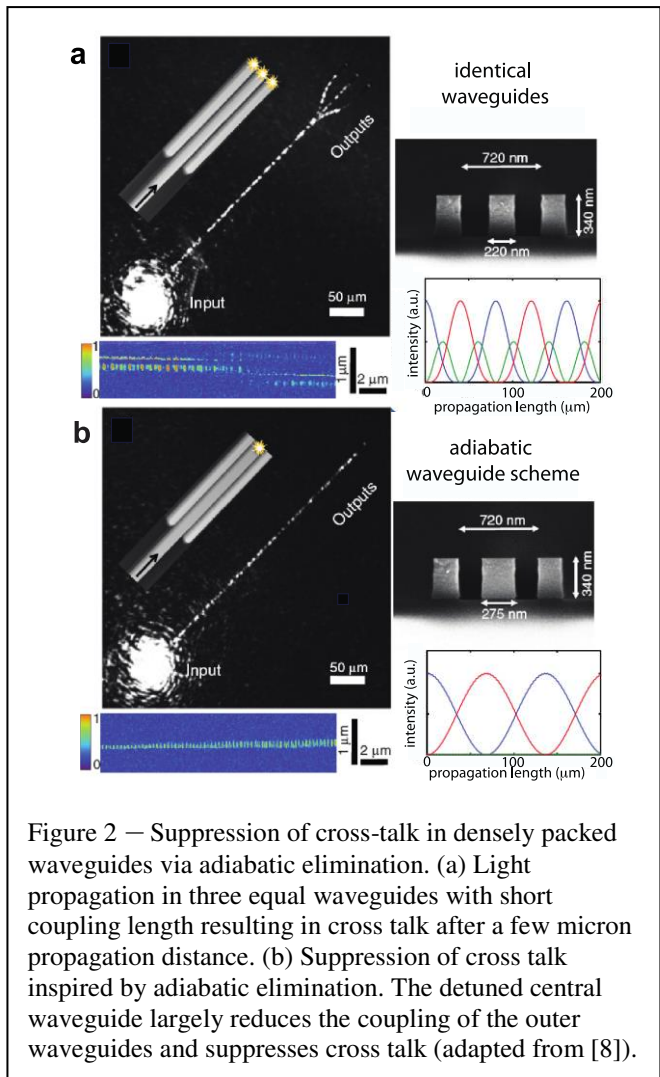 a
identical
waveguides
Outputs
720 nm
340 nm
220 nm
Input
50 μm
intensity (a.u.)
0 100 200
propagation length (μm)
1
0
1 μm
2 μm
b
adiabatic
waveguide scheme
Outputs
720 nm
340 nm
275 nm
Input
50 μm
intensity (a.u.)
0 100 200
propagation length (μm)
1
0
1 μm
2 μm
Figure 2 – Suppression of cross-talk in densely packed
waveguides via adiabatic elimination. (a) Light
propagation in three equal waveguides with short
coupling length resulting in cross talk after a few micron
propagation distance. (b) Suppression of cross talk
inspired by adiabatic elimination. The detuned central
waveguide largely reduces the coupling of the outer
waveguides and suppresses cross talk (adapted from [8]).